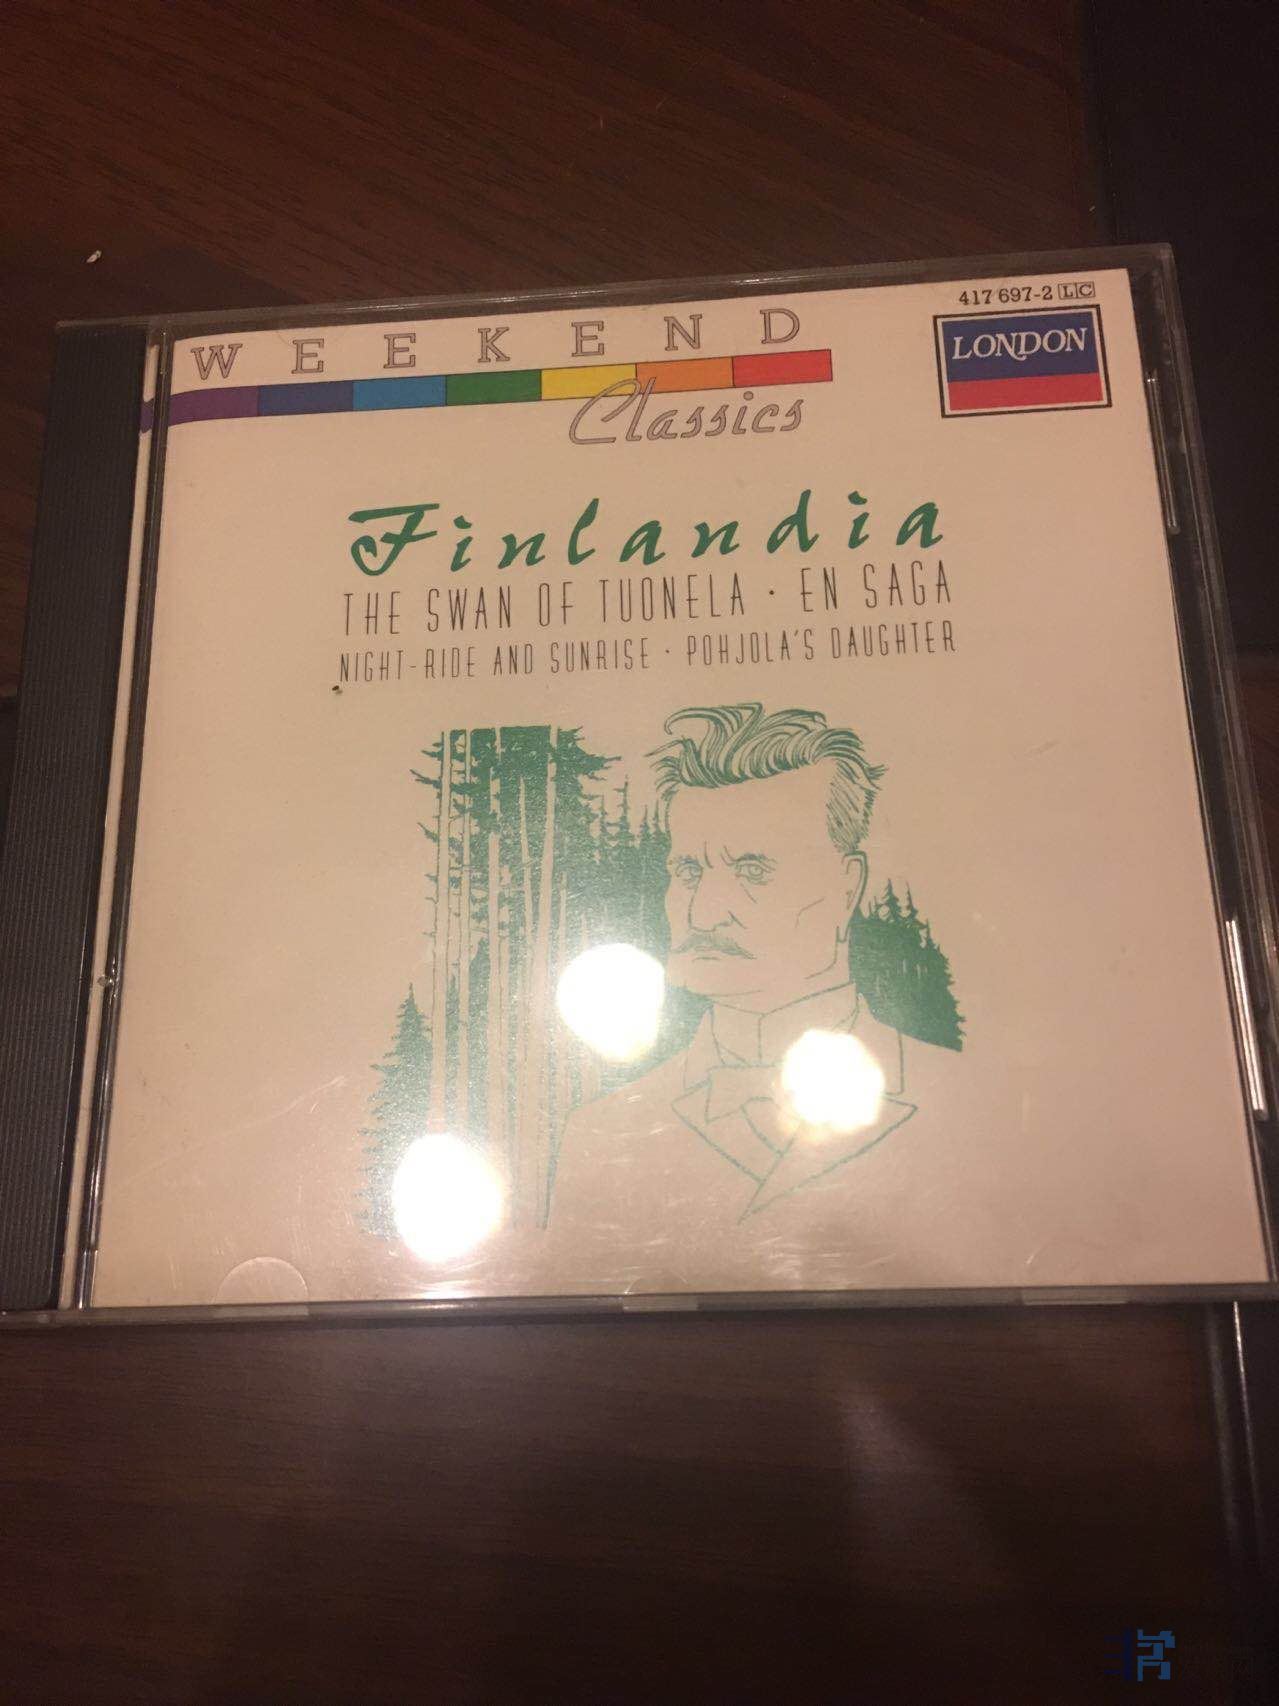 417 697-2 LC
WEEKEND
LONDON
Classics
Finlandia
THE SWAN OF TUONELA · EN SAGA
NIGHT-RIDE AND SUNRISE · POHJOLA'S DAUGHTER